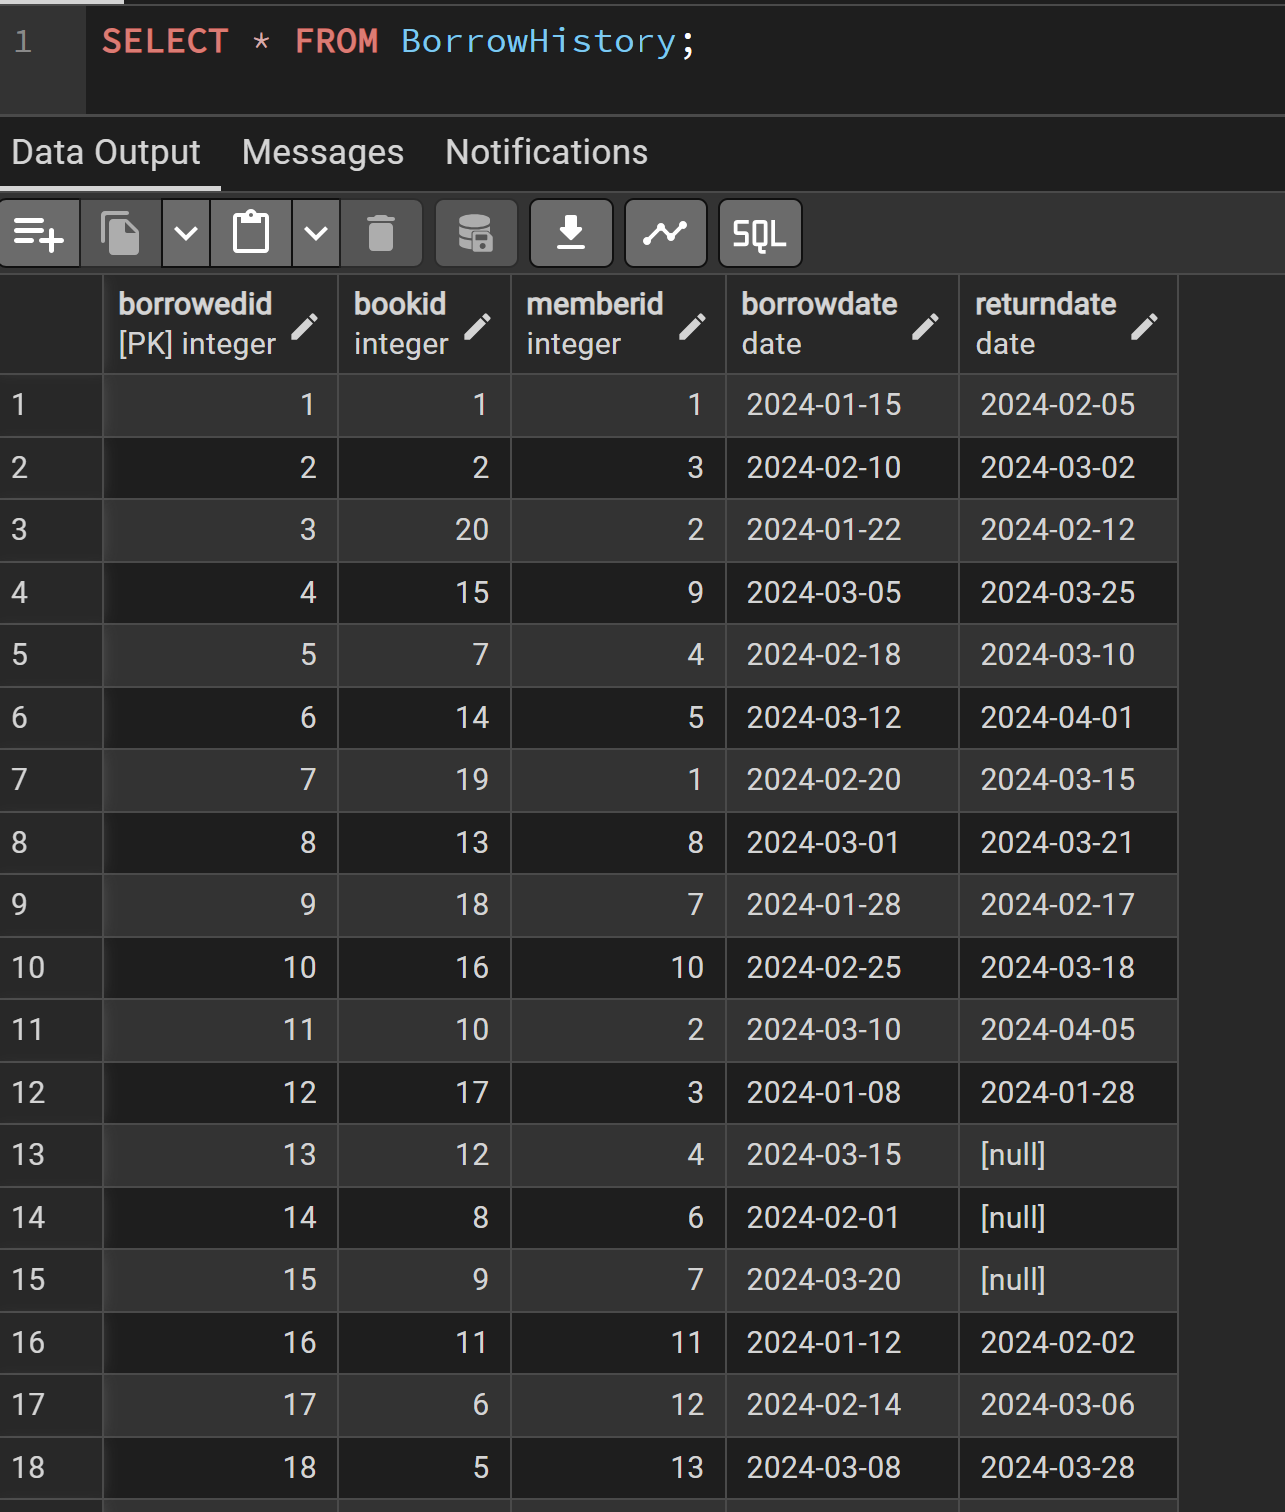 1 SELECT * FROM BorrowHistory;
Data Output Messages Notifications
SQL
borrowedid bookid memberid borrowdate returndate
[PK] integer integer integer date date
1 1 1 1 2024-01-15 2024-02-05
2 2 2 3 2024-02-10 2024-03-02
3 3 20 2 2024-01-22 2024-02-12
4 4 15 9 2024-03-05 2024-03-25
5 5 7 4 2024-02-18 2024-03-10
6 6 14 5 2024-03-12 2024-04-01
7 7 19 1 2024-02-20 2024-03-15
8 8 13 8 2024-03-01 2024-03-21
9 9 18 7 2024-01-28 2024-02-17
10 10 16 10 2024-02-25 2024-03-18
11 11 10 2 2024-03-10 2024-04-05
12 12 17 3 2024-01-08 2024-01-28
13 13 12 4 2024-03-15 [null]
14 14 8 6 2024-02-01 [null]
15 15 9 7 2024-03-20 [null]
16 16 11 11 2024-01-12 2024-02-02
17 17 6 12 2024-02-14 2024-03-06
18 18 5 13 2024-03-08 2024-03-28